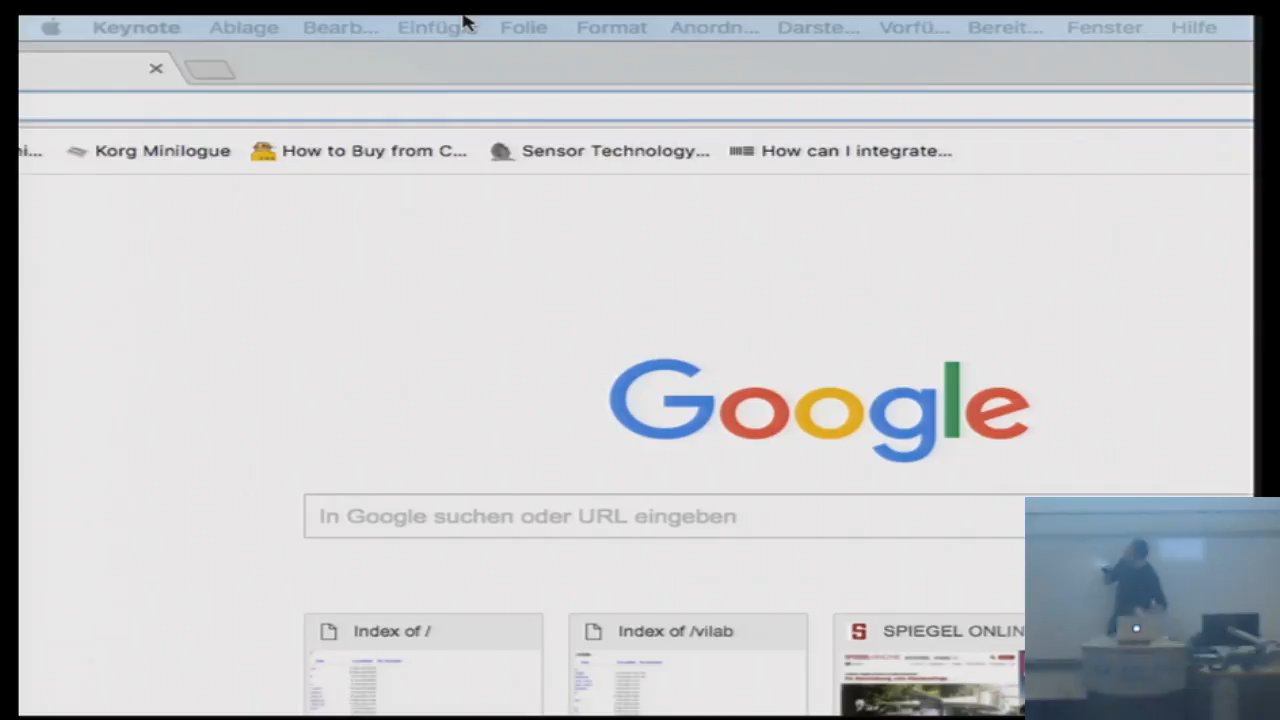 Keynote Ablage Bearb... Einfüg... Folie Format Anordn... Darste... Vorfü... Bereit... Fenster Hilfe
Korg Minilogue How to Buy from C... Sensor Technology... How can I integrate...
Google
In Google suchen oder URL eingeben
Index of / Index of /vilab SPIEGEL ONLIN